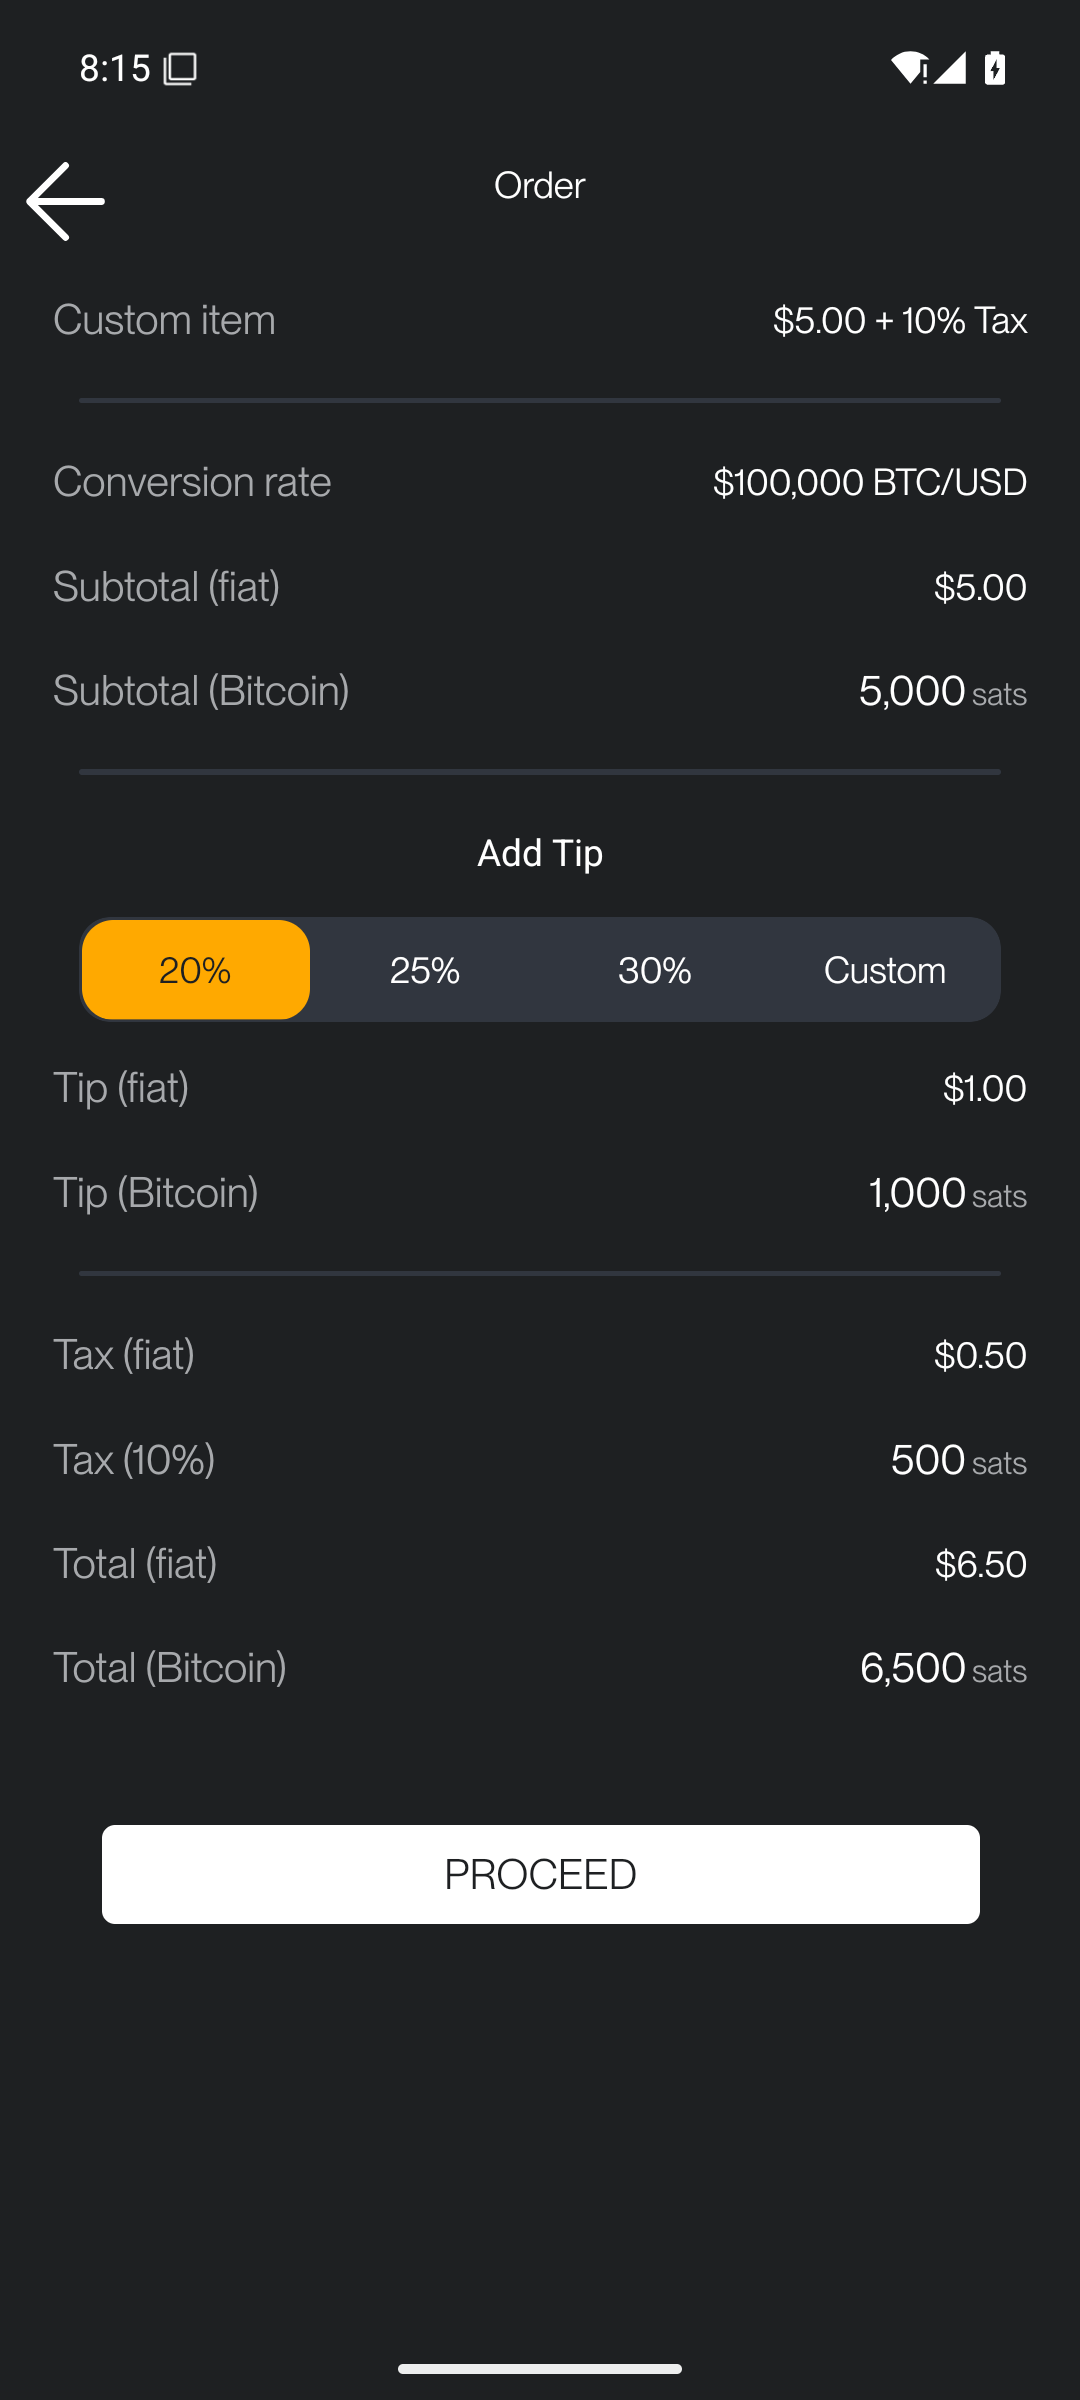 8:15
Order
Custom item $5.00 + 10% Tax
Conversion rate $100,000 BTC/USD
Subtotal (fiat) $5.00
Subtotal (Bitcoin) 5,000 sats
Add Tip
20% 25% 30% Custom
Tip (fiat) $1.00
Tip (Bitcoin) 1,000 sats
Tax (fiat) $0.50
Tax (10%) 500 sats
Total (fiat) $6.50
Total (Bitcoin) 6,500 sats
PROCEED